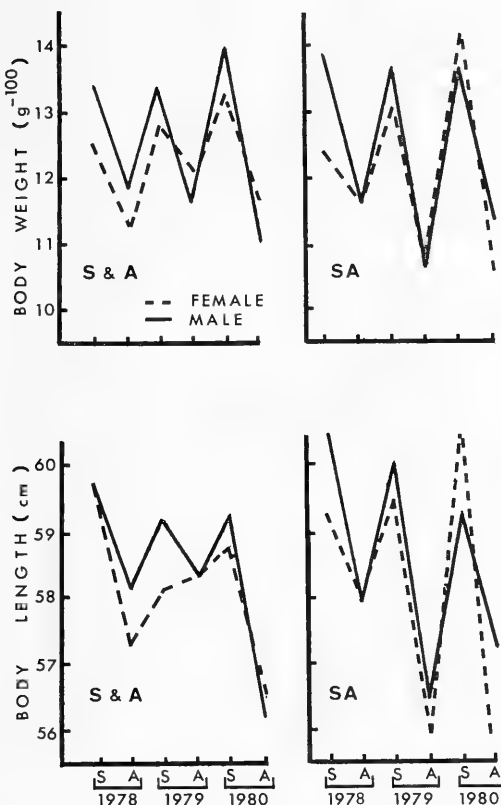 BODY WEIGHT (g-100)
14
13
12
11
10
S & A
FEMALE
MALE
SA
BODY LENGTH (cm)
60
59
58
57
56
S & A
SA
S A S A S A
1978 1979 1980
S A S A S A
1978 1979 1980